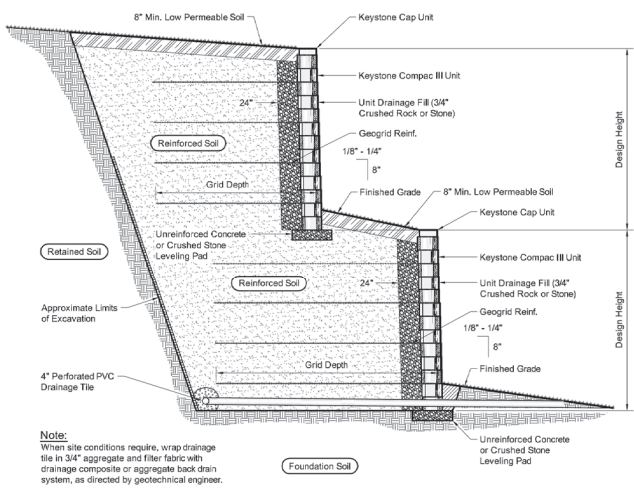 8" Min. Low Permeable Soil
Keystone Cap Unit
Keystone Compac III Unit
24"
Unit Drainage Fill (3/4"
Crushed Rock or Stone)
Geogrid Reinf.
Reinforced Soil
1/8" - 1/4"
8"
Design Height
Grid Depth
Finished Grade
8" Min. Low Permeable Soil
Keystone Cap Unit
Unreinforced Concrete
or Crushed Stone
Leveling Pad
Retained Soil
Keystone Compac III Unit
Reinforced Soil
24"
Unit Drainage Fill (3/4"
Crushed Rock or Stone)
Approximate Limits
of Excavation
Geogrid Reinf.
1/8" - 1/4"
8"
Design Height
Grid Depth
Finished Grade
4" Perforated PVC
Drainage Tile
Note:
When site conditions require, wrap drainage
tile in 3/4" aggregate and filter fabric with
drainage composite or aggregate back drain
system, as directed by geotechnical engineer.
Foundation Soil
Unreinforced Concrete
or Crushed Stone
Leveling Pad